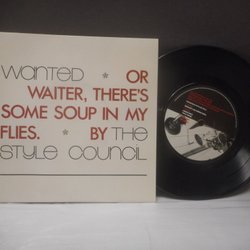 WANTED * OR
WAITER, THERE'S
SOME SOUP IN MY
FLIES. * BY THE
STYLE COUNCIL